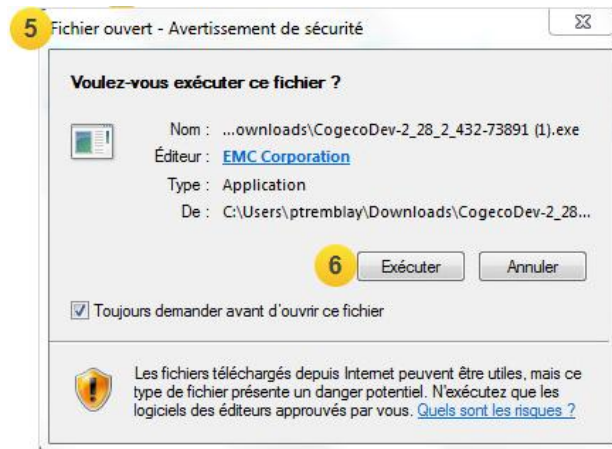 5 Fichier ouvert - Avertissement de sécurité
Voulez-vous exécuter ce fichier ?
Nom : ...ownloads\CogecoDev-2_28_2_432-73891 (1).exe
Éditeur : EMC Corporation
Type : Application
De : C:\Users\ptremblay\Downloads\CogecoDev-2_28...
6 Exécuter Annuler
Toujours demander avant d'ouvrir ce fichier
Les fichiers téléchargés depuis Internet peuvent être utiles, mais ce
type de fichier présente un danger potentiel. N'exécutez que les
logiciels des éditeurs approuvés par vous. Quels sont les risques ?